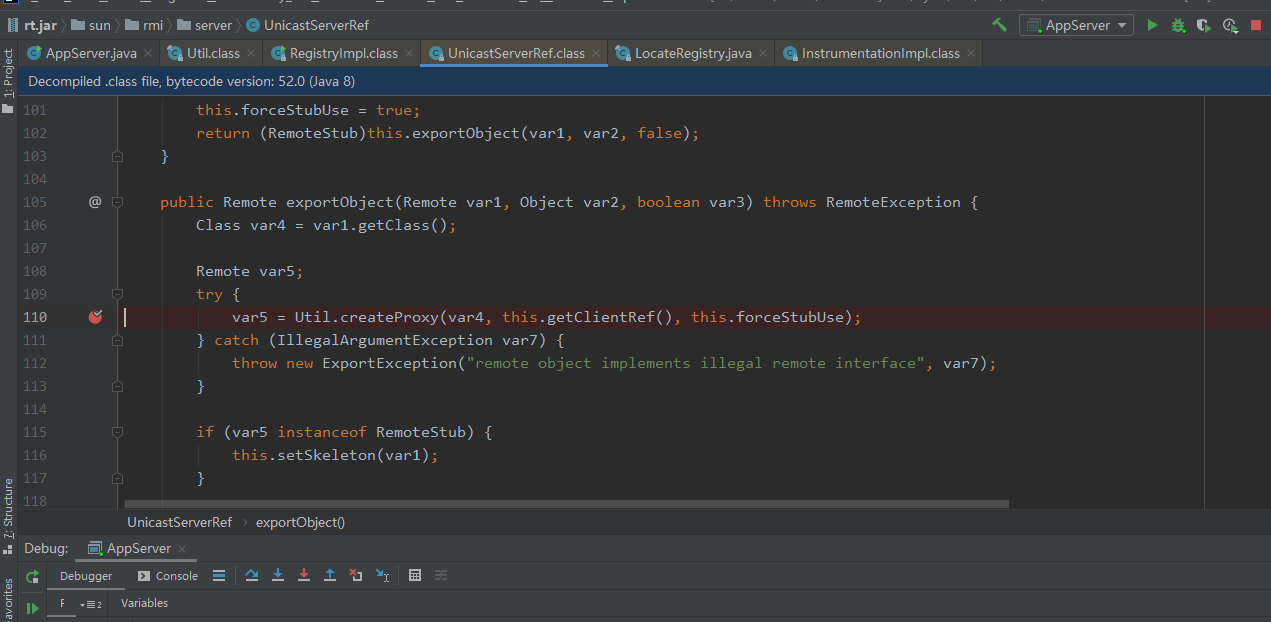 rt.jar sun rmi server UnicastServerRef AppServer
AppServer.java Util.class RegistryImpl.class UnicastServerRef.class LocateRegistry.java InstrumentationImpl.class
1: Project
Decompiled .class file, bytecode version: 52.0 (Java 8)
101 this.forceStubUse = true;
102 return (RemoteStub)this.exportObject(var1, var2, false);
103 }
104
105 @ public Remote exportObject(Remote var1, Object var2, boolean var3) throws RemoteException {
106 Class var4 = var1.getClass();
107
108 Remote var5;
109 try {
110 var5 = Util.createProxy(var4, this.getClientRef(), this.forceStubUse);
111 } catch (IllegalArgumentException var7) {
112 throw new ExportException("remote object implements illegal remote interface", var7);
113 }
114
115 if (var5 instanceof RemoteStub) {
116 this.setSkeleton(var1);
117 }
118
7: Structure
UnicastServerRef exportObject()
Debug: AppServer
Debugger Console
F 2 Variables